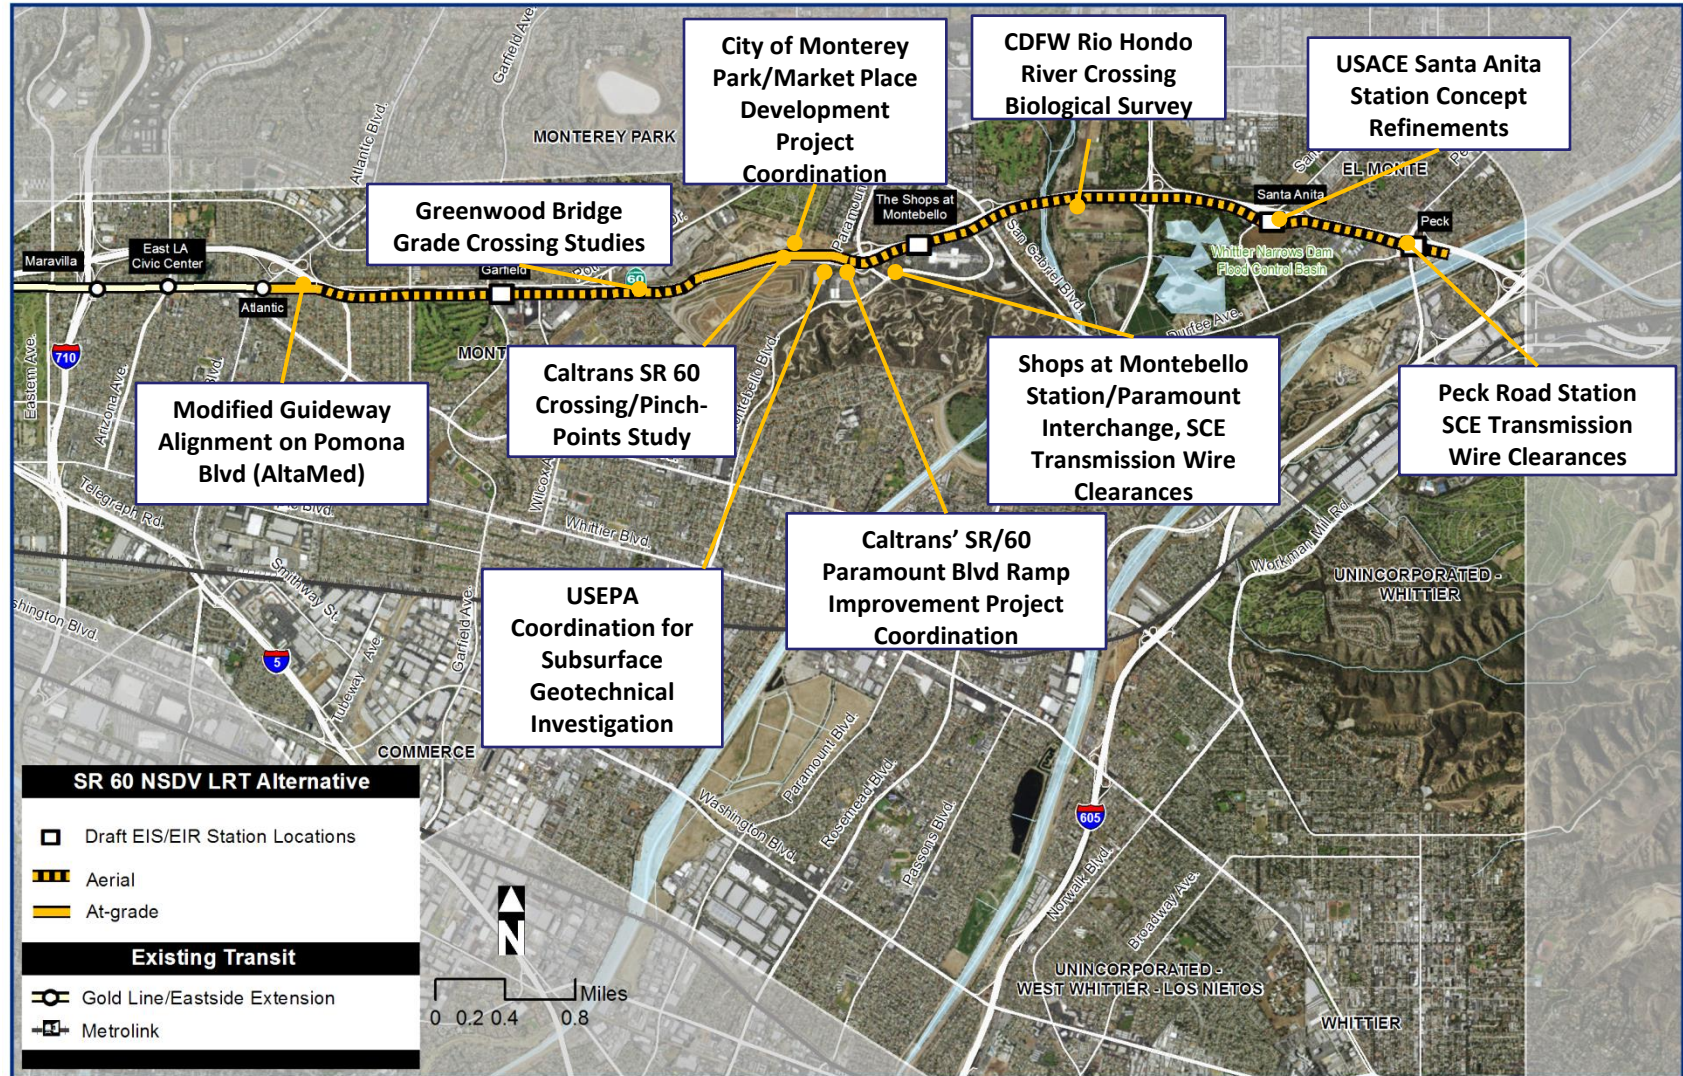 City of Monterey
Park/Market Place
Development
Project
Coordination
CDFW Rio Hondo
River Crossing
Biological Survey
USACE Santa Anita
Station Concept
Refinements
Greenwood Bridge
Grade Crossing Studies
Modified Guideway
Alignment on Pomona
Blvd (AltaMed)
Caltrans SR 60
Crossing/Pinch-
Points Study
USEPA
Coordination for
Subsurface
Geotechnical
Investigation
Caltrans' SR/60
Paramount Blvd Ramp
Improvement Project
Coordination
Shops at Montebello
Station/Paramount
Interchange, SCE
Transmission Wire
Clearances
Peck Road Station
SCE Transmission
Wire Clearances
Garfield Ave.
Atlantic Blvd.
MONTEREY PARK
Paramount
The Shops at
Montebello
San Gabriel Blvd.
Santa Anita
EL MONTE
Peck
Whittier Narrows Dam
Flood Control Basin
Durfee Ave.
Maravilla
East LA
Civic Center
Atlantic
Garfield
60
710
Eastern Ave.
Arizona Ave.
MONT
Montebello Blvd.
Telegraph Rd.
Whittier Blvd.
Smithway St.
Washington Blvd.
5
Tubeway Ave.
Garfield Ave.
COMMERCE
Workman Mill Rd.
UNINCORPORATED -
WHITTIER
Paramount Blvd.
Washington Blvd.
Rosemead Blvd.
Passons Blvd.
605
Norwalk Blvd.
Broadway Ave.
UNINCORPORATED -
WEST WHITTIER - LOS NIETOS
WHITTIER
SR 60 NSDV LRT Alternative
Draft EIS/EIR Station Locations
Aerial
At-grade
Existing Transit
Gold Line/Eastside Extension
Metrolink
N
Miles
0 0.2 0.4 0.8